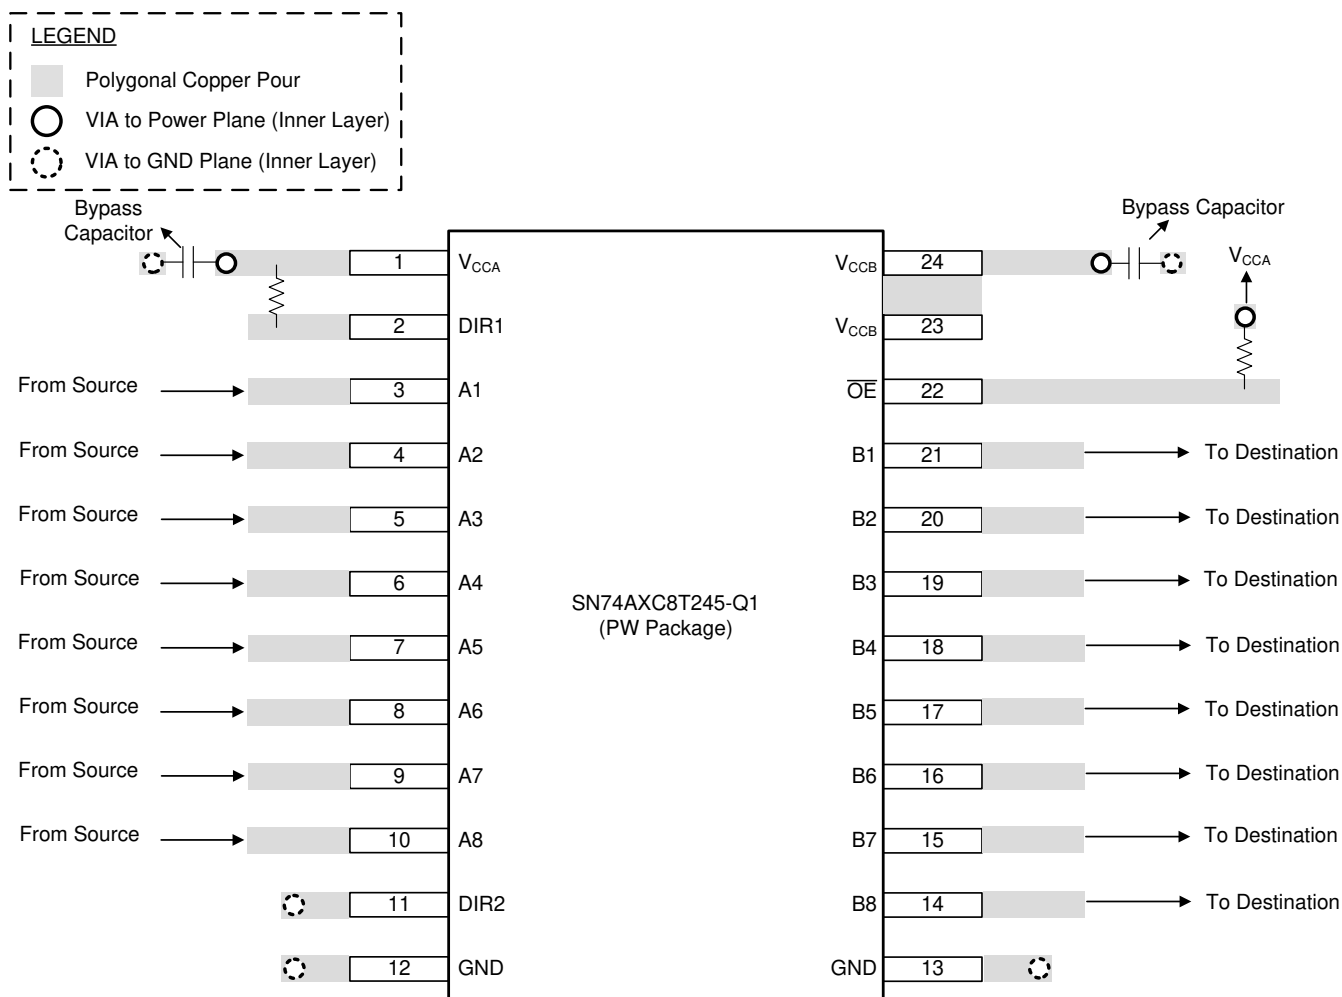 LEGEND
Polygonal Copper Pour
VIA to Power Plane (Inner Layer)
VIA to GND Plane (Inner Layer)
Bypass
Capacitor
Bypass Capacitor
1 VCCA VCCB 24 VCCA
2 DIR1 VCCB 23
From Source 3 A1 OE 22
From Source 4 A2 B1 21 To Destination
From Source 5 A3 B2 20 To Destination
From Source 6 A4 B3 19 To Destination
SN74AXC8T245-Q1
(PW Package)
From Source 7 A5 B4 18 To Destination
From Source 8 A6 B5 17 To Destination
From Source 9 A7 B6 16 To Destination
From Source 10 A8 B7 15 To Destination
11 DIR2 B8 14 To Destination
12 GND GND 13